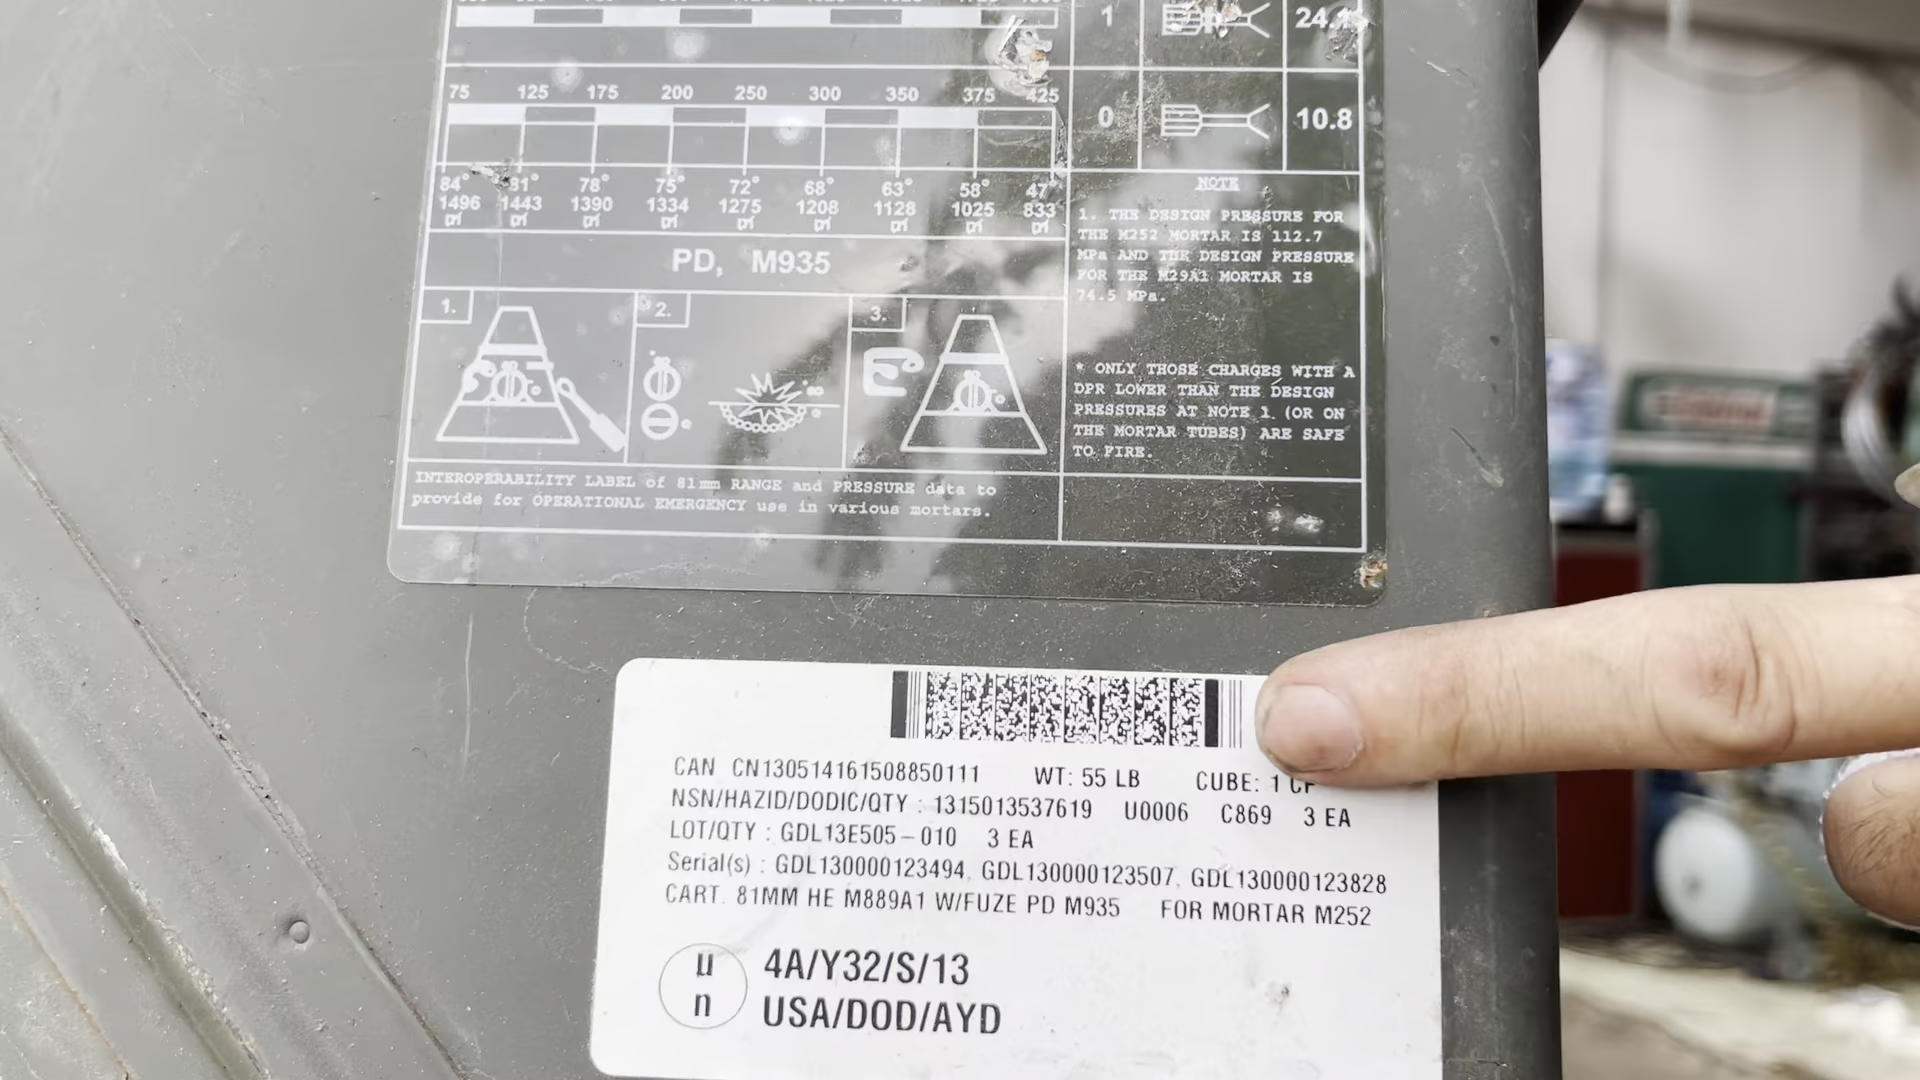 1 24.1
75 125 175 200 250 300 350 375 425
0 10.8
84° 81° 78° 75° 72° 68° 63° 58° 47°
1496 1443 1390 1334 1275 1208 1128 1025 833
PD, M935
1. 2. 3.
INTEROPERABILITY LABEL of 81mm RANGE and PRESSURE data to
provide for OPERATIONAL EMERGENCY use in various mortars.
NOTE
1. THE DESIGN PRESSURE FOR
THE M252 MORTAR IS 112.7
MPa AND THE DESIGN PRESSURE
FOR THE M29A1 MORTAR IS
74.5 MPa.
* ONLY THOSE CHARGES WITH A
DPR LOWER THAN THE DESIGN
PRESSURES AT NOTE 1. (OR ON
THE MORTAR TUBES) ARE SAFE
TO FIRE.
CAN CN130514161508850111 WT: 55 LB CUBE: 1 CF
NSN/HAZID/DODIC/QTY : 1315013537619 U0006 C869 3 EA
LOT/QTY : GDL13E505-010 3 EA
Serial(s) : GDL130000123494, GDL130000123507, GDL130000123828
CART. 81MM HE M889A1 W/FUZE PD M935 FOR MORTAR M252
u
n
4A/Y32/S/13
USA/DOD/AYD